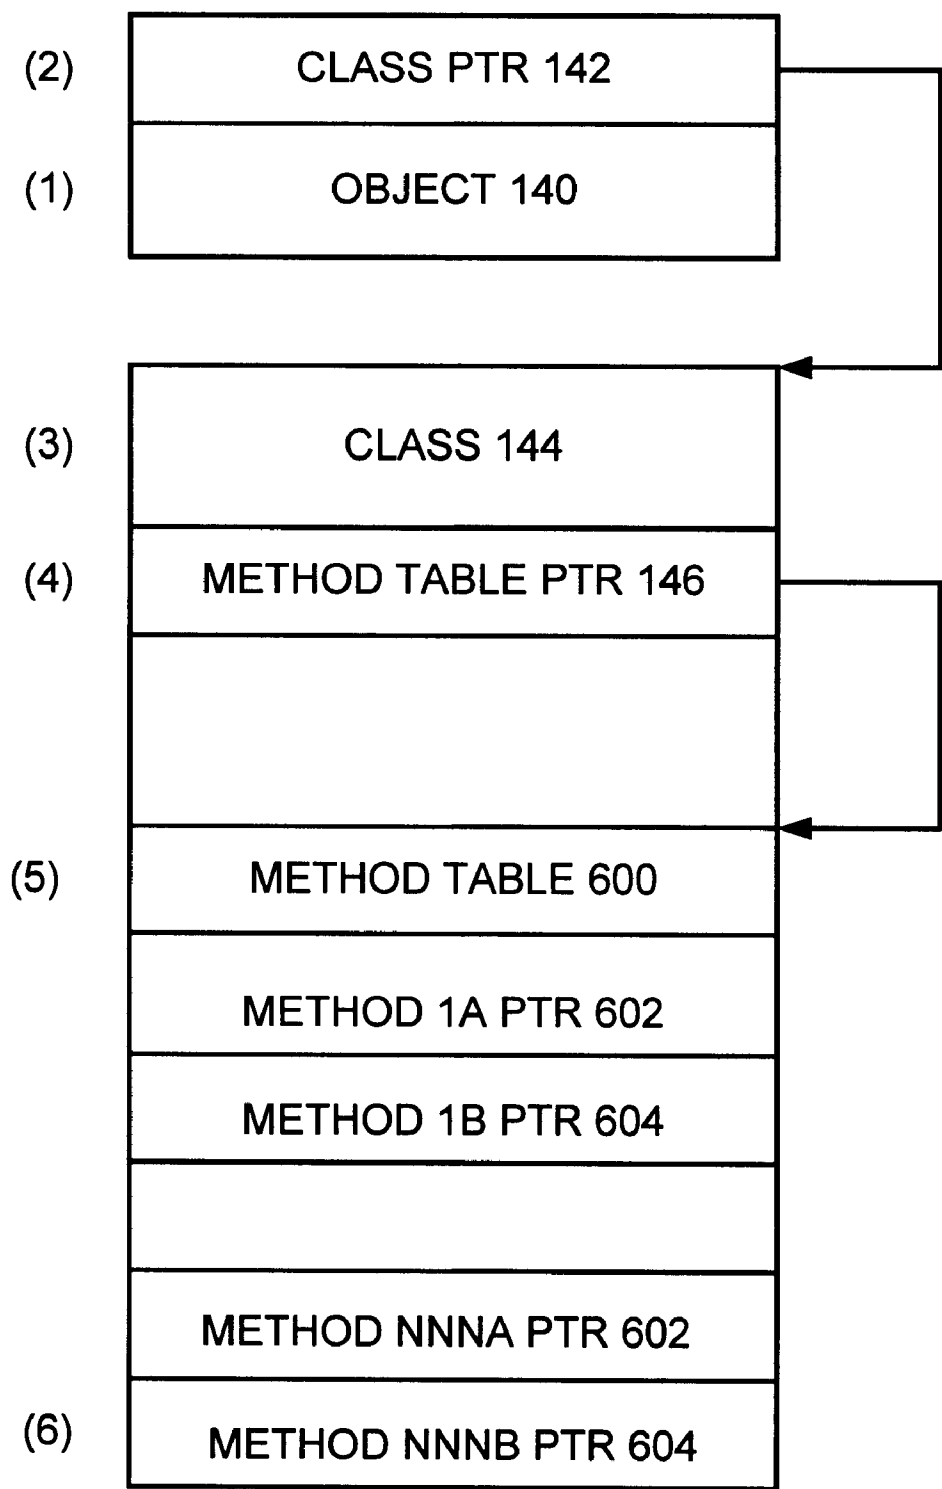 (2) CLASS PTR 142
(1) OBJECT 140
(3) CLASS 144
(4) METHOD TABLE PTR 146
(5) METHOD TABLE 600
METHOD 1A PTR 602
METHOD 1B PTR 604
METHOD NNNA PTR 602
(6) METHOD NNNB PTR 604